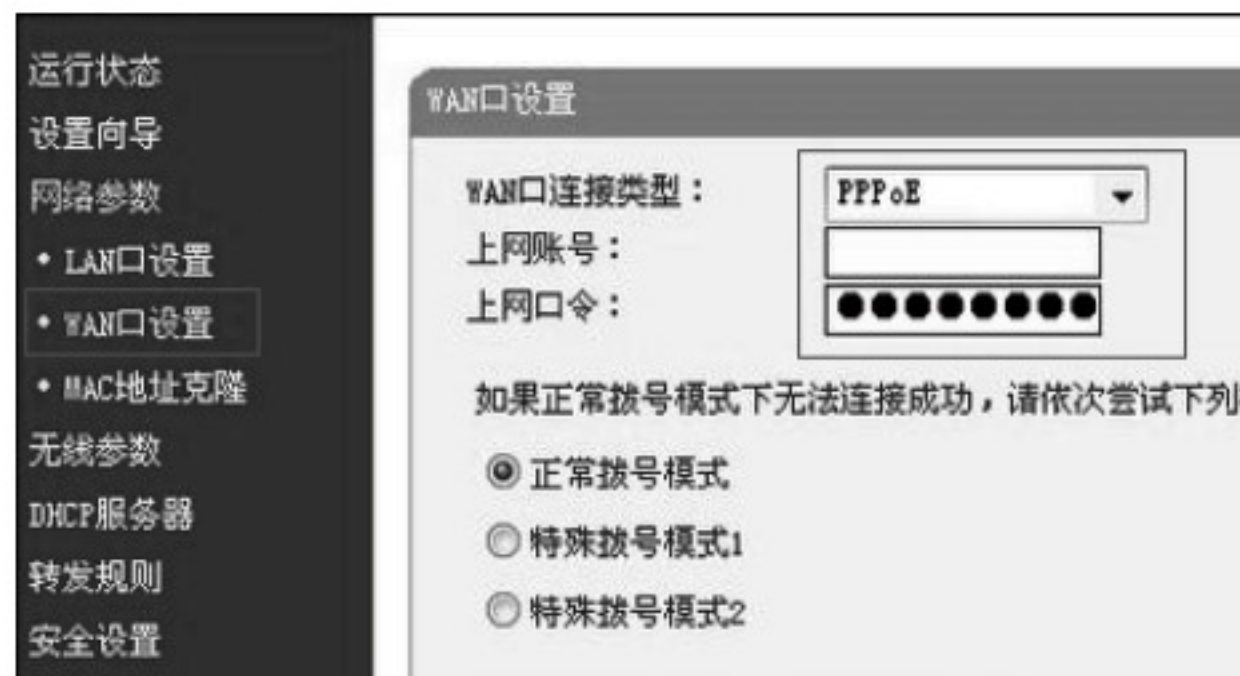 运行状态
设置向导
网络参数
• LAN口设置
• WAN口设置
• MAC地址克隆
无线参数
DHCP服务器
转发规则
安全设置
WAN口设置
WAN口连接类型：
PPPoE
上网账号：
上网口令：
如果正常拨号模式下无法连接成功，请依次尝试下列
正常拨号模式
特殊拨号模式1
特殊拨号模式2